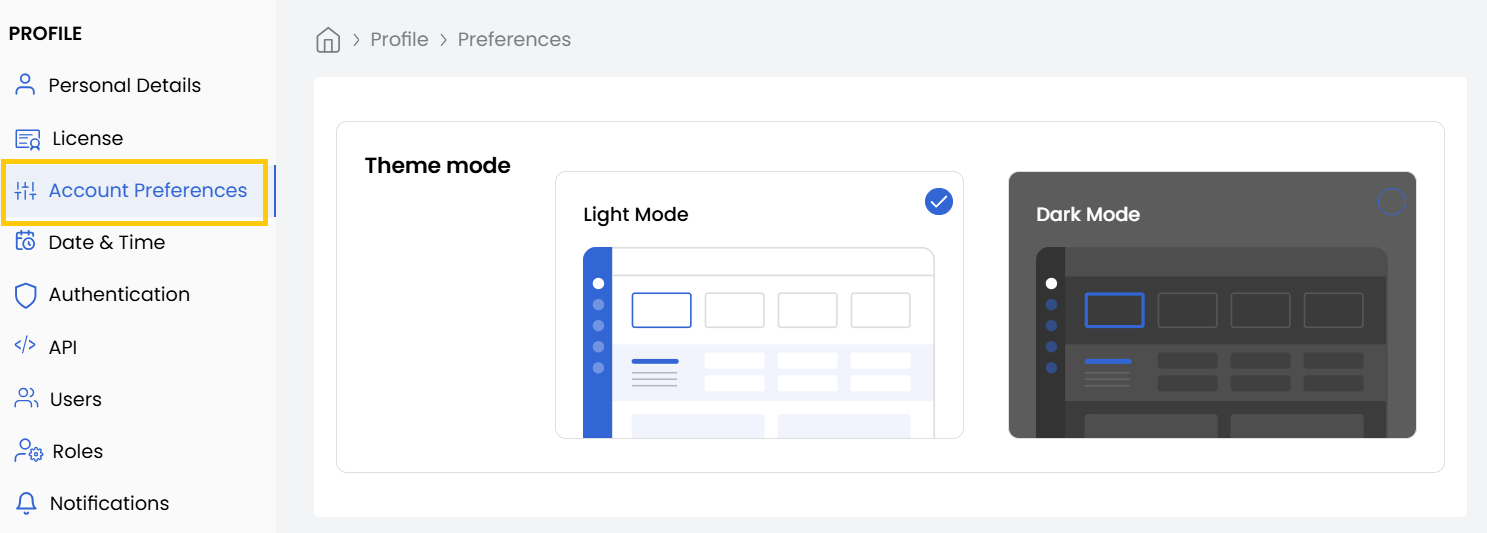 PROFILE
Personal Details
License
Account Preferences
Date & Time
Authentication
</> API
Users
Roles
Notifications
Profile > Preferences
Theme mode
Light Mode
Dark Mode